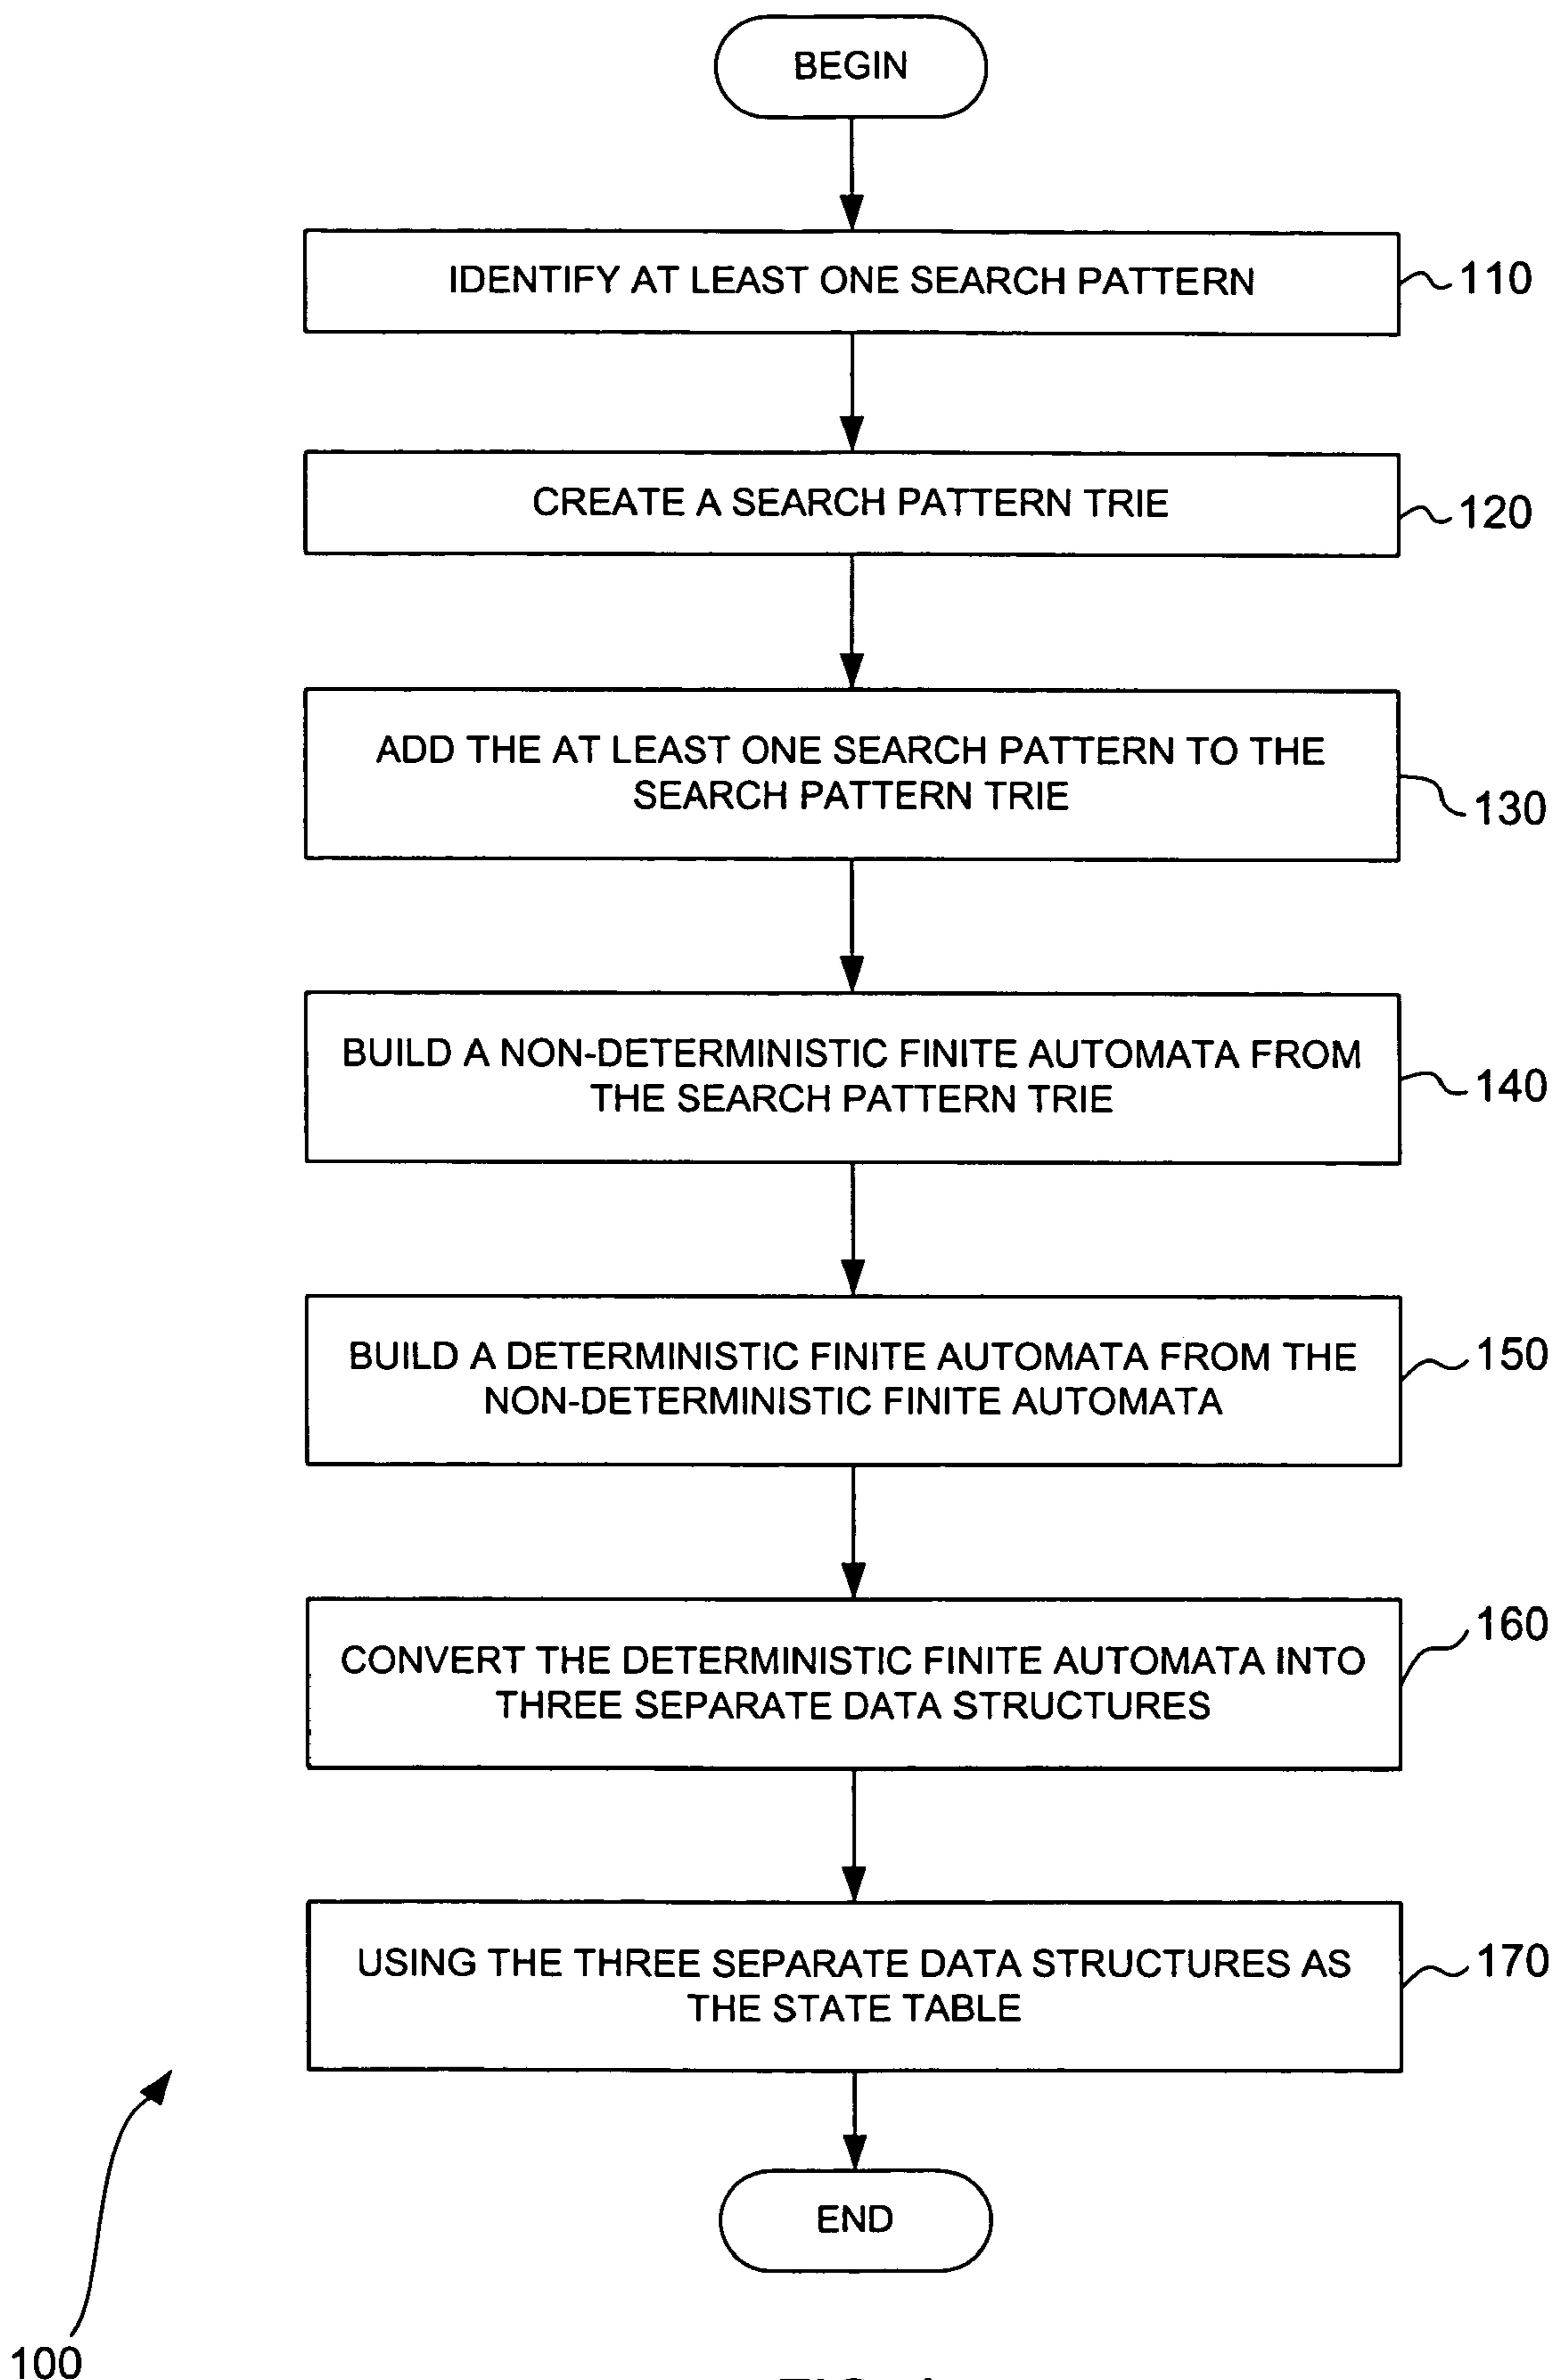 BEGIN
IDENTIFY AT LEAST ONE SEARCH PATTERN
110
CREATE A SEARCH PATTERN TRIE
120
ADD THE AT LEAST ONE SEARCH PATTERN TO THE
SEARCH PATTERN TRIE
130
BUILD A NON-DETERMINISTIC FINITE AUTOMATA FROM
THE SEARCH PATTERN TRIE
140
BUILD A DETERMINISTIC FINITE AUTOMATA FROM THE
NON-DETERMINISTIC FINITE AUTOMATA
150
CONVERT THE DETERMINISTIC FINITE AUTOMATA INTO
THREE SEPARATE DATA STRUCTURES
160
USING THE THREE SEPARATE DATA STRUCTURES AS
THE STATE TABLE
170
END
100